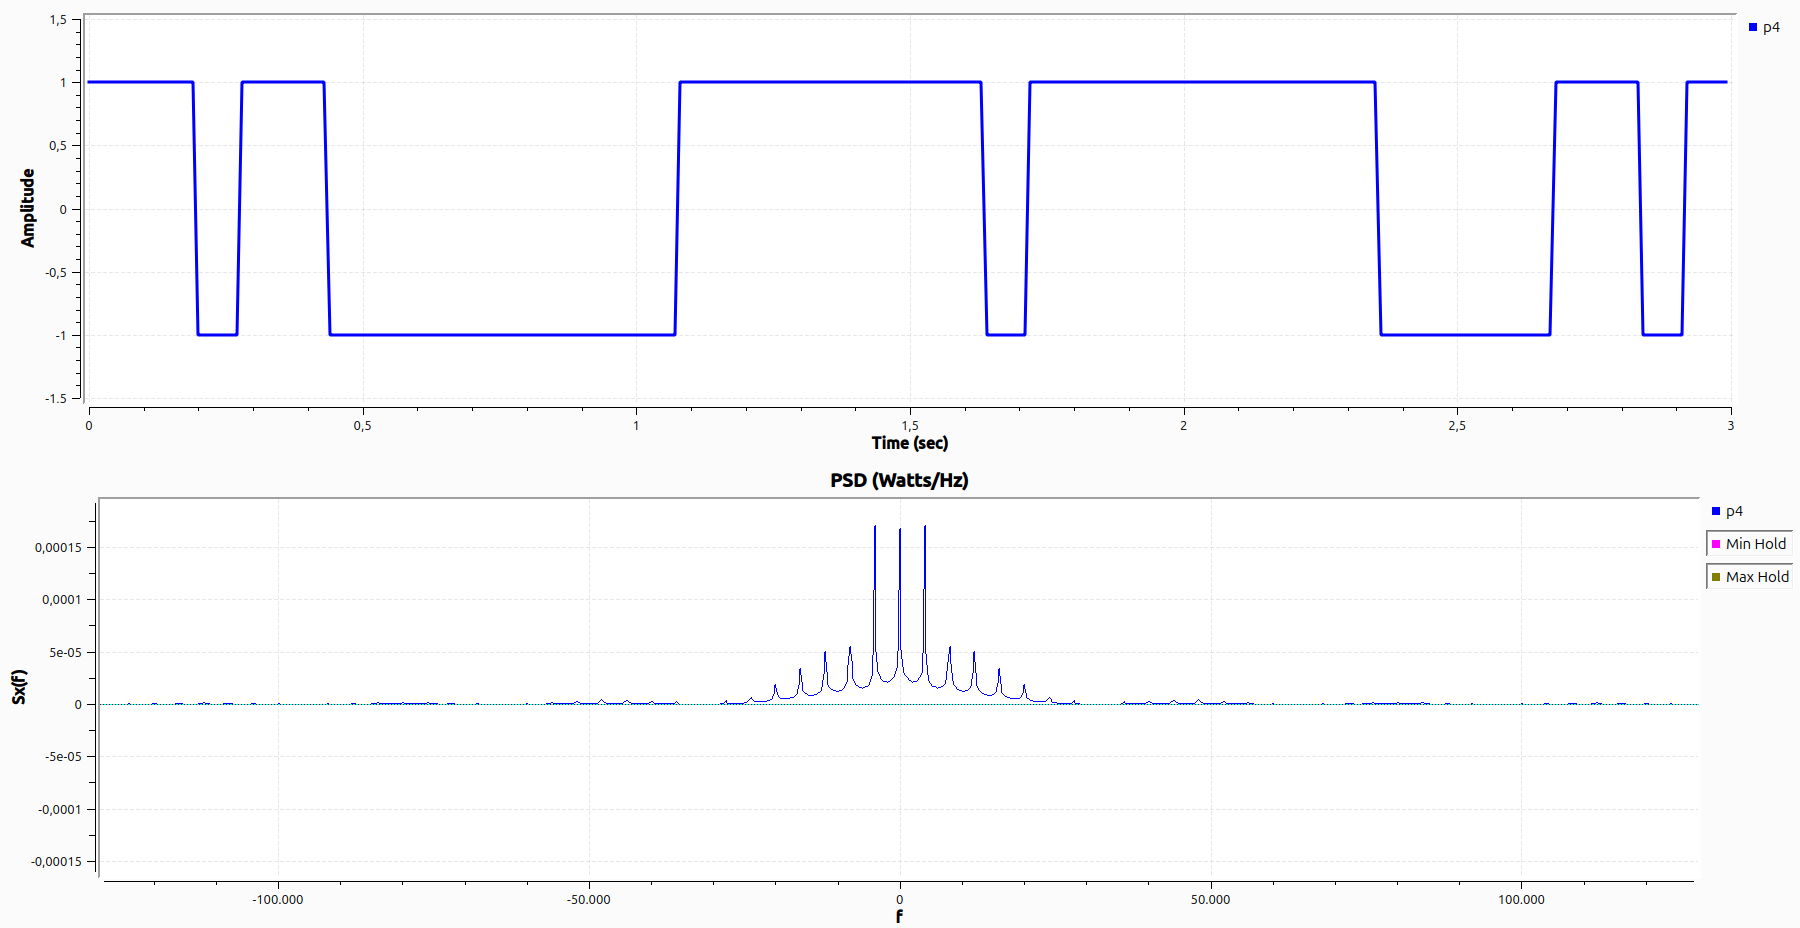 1,5
1
0,5
0
-0,5
-1
-1.5
Amplitude
0
0,5
1
1,5
2
2,5
3
Time (sec)
p4
PSD (Watts/Hz)
0,00015
0,0001
5e-05
0
-5e-05
-0,0001
-0,00015
Sx(f)
-100.000
-50.000
0
50.000
100.000
f
p4
Min Hold
Max Hold